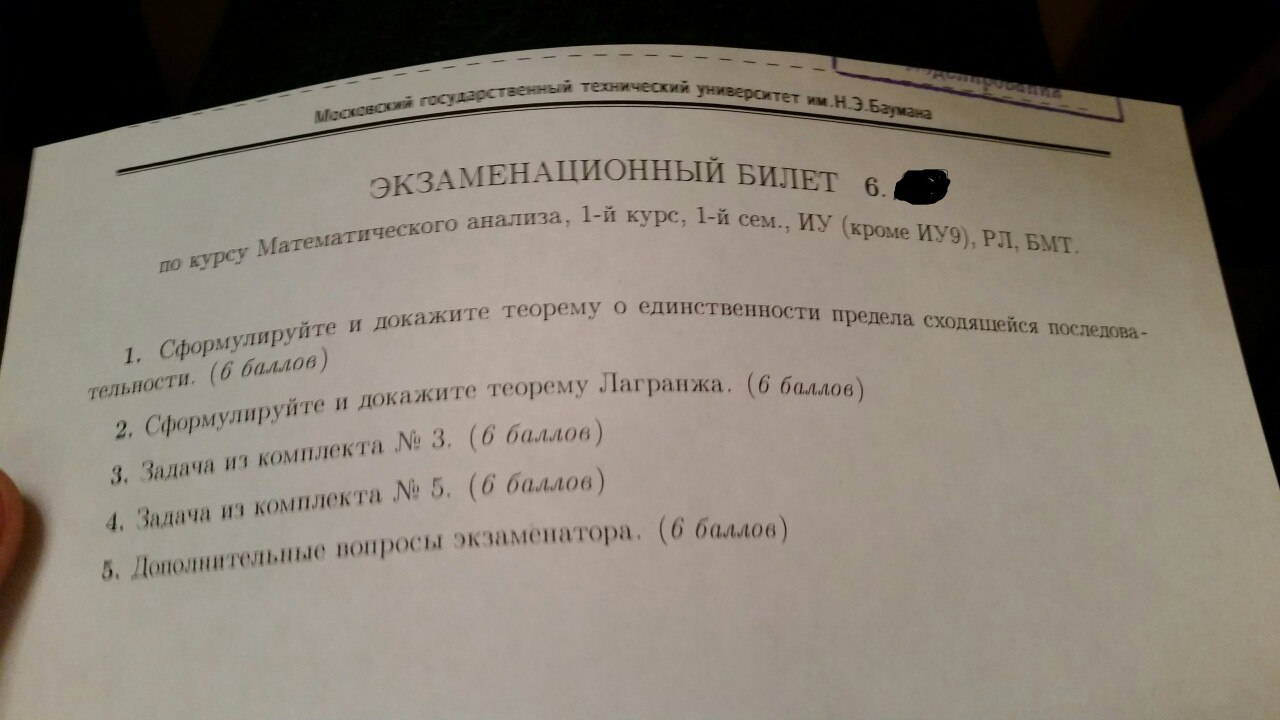 Московский государственный технический университет им.Н.Э.Баумана
ЭКЗАМЕНАЦИОННЫЙ БИЛЕТ 6.
по курсу Математического анализа, 1-й курс, 1-й сем., ИУ (кроме ИУ9), РЛ, БМТ.
1. Сформулируйте и докажите теорему о единственности предела сходящейся последова-
тельности. (6 баллов)
2. Сформулируйте и докажите теорему Лагранжа. (6 баллов)
3. Задача из комплекта № 3. (6 баллов)
4. Задача из комплекта № 5. (6 баллов)
5. Дополнительные вопросы экзаменатора. (6 баллов)